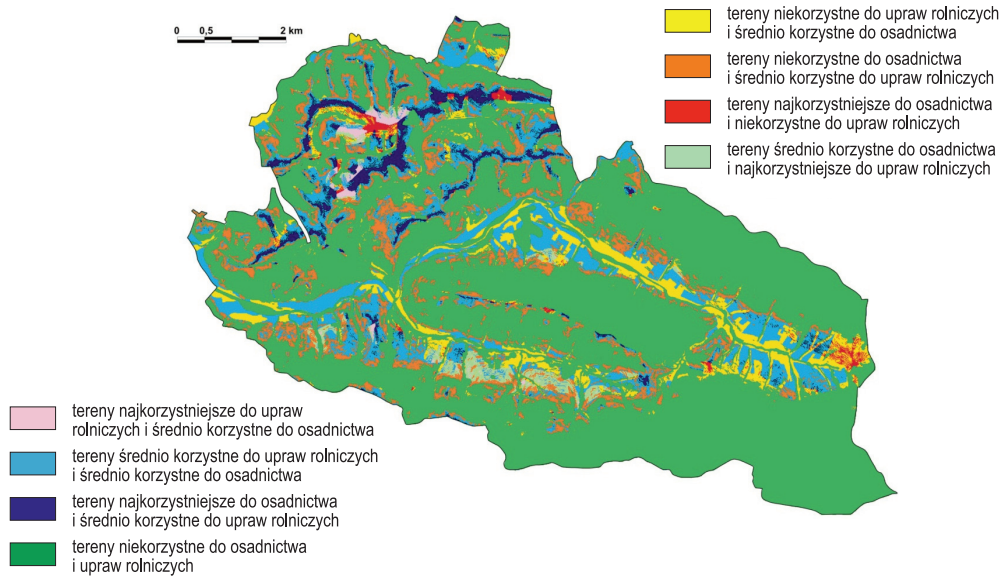 0 0,5 2 km
tereny niekorzystne do upraw rolniczych
i średnio korzystne do osadnictwa
tereny niekorzystne do osadnictwa
i średnio korzystne do upraw rolniczych
tereny najkorzystniejsze do osadnictwa
i niekorzystne do upraw rolniczych
tereny średnio korzystne do osadnictwa
i najkorzystniejsze do upraw rolniczych
tereny najkorzystniejsze do upraw
rolniczych i średnio korzystne do osadnictwa
tereny średnio korzystne do upraw rolniczych
i średnio korzystne do osadnictwa
tereny najkorzystniejsze do osadnictwa
i średnio korzystne do upraw rolniczych
tereny niekorzystne do osadnictwa
i upraw rolniczych